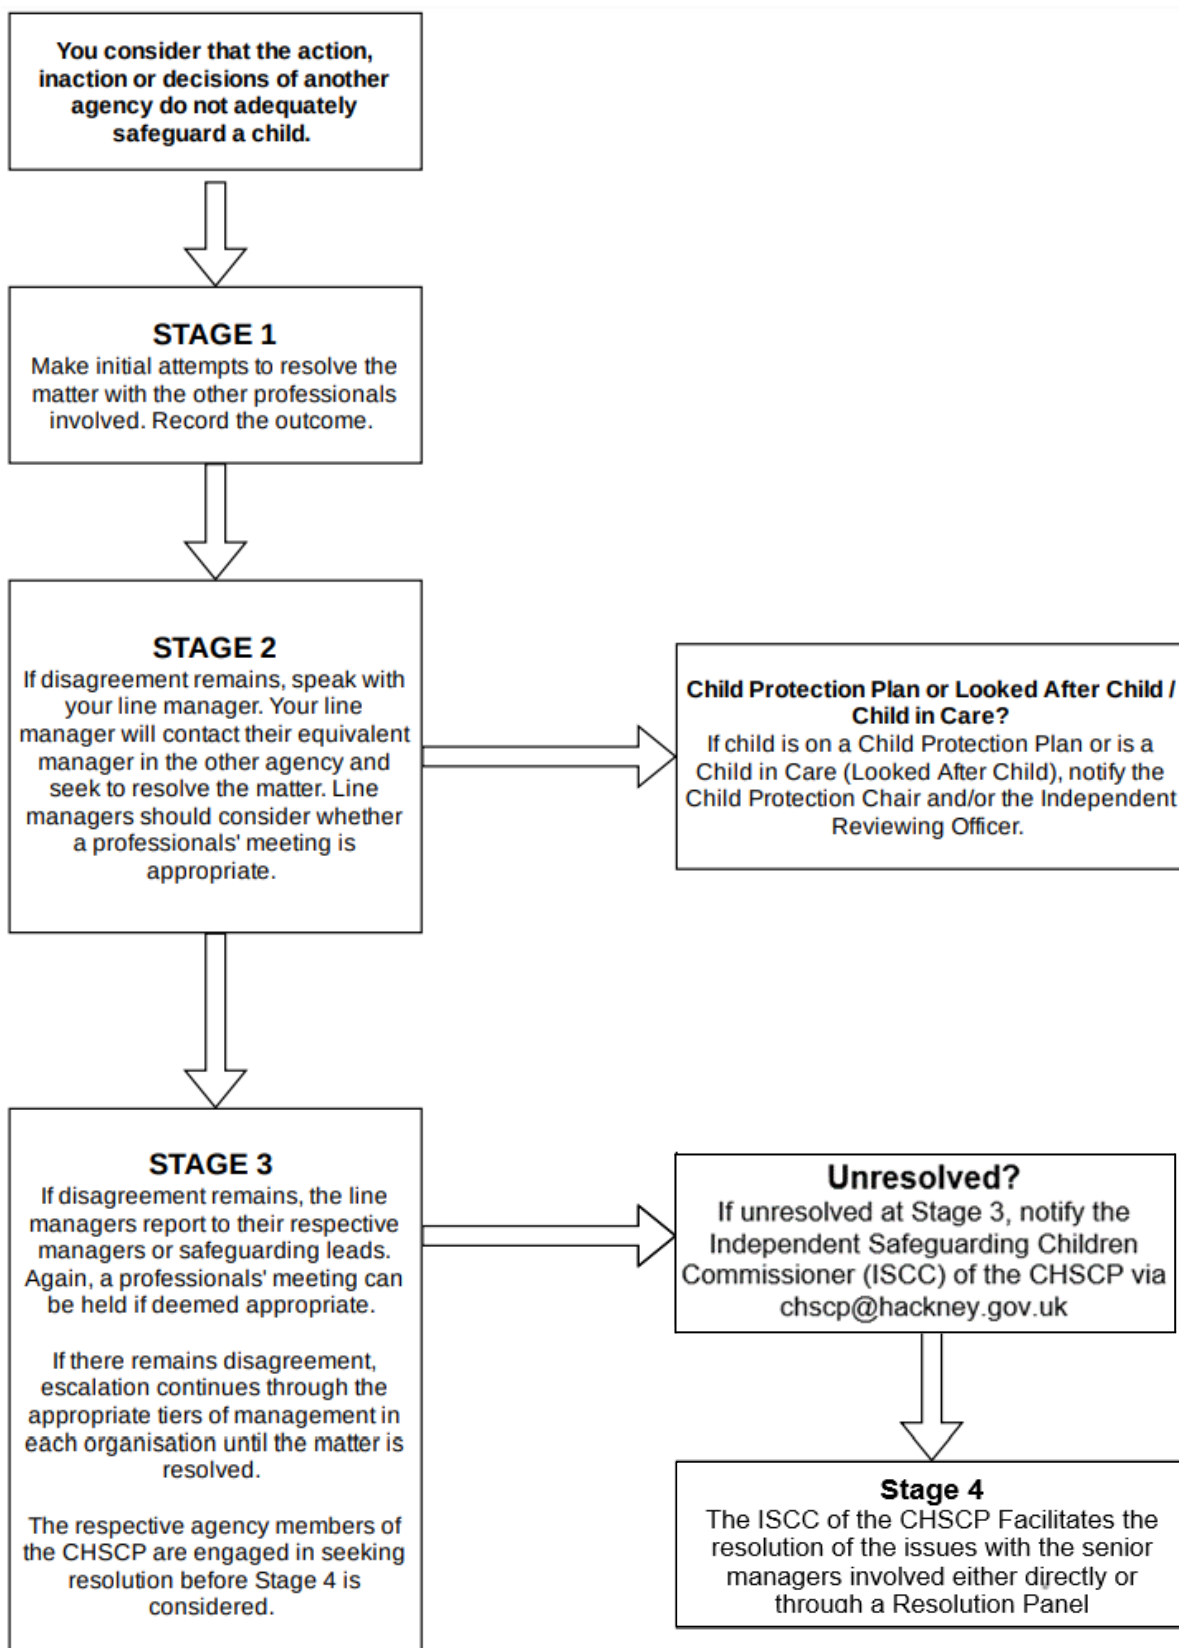 You consider that the action,
inaction or decisions of another
agency do not adequately
safeguard a child.
STAGE 1
Make initial attempts to resolve the
matter with the other professionals
involved. Record the outcome.
STAGE 2
If disagreement remains, speak with
your line manager. Your line
manager will contact their equivalent
manager in the other agency and
seek to resolve the matter. Line
managers should consider whether
a professionals' meeting is
appropriate.
Child Protection Plan or Looked After Child /
Child in Care?
If child is on a Child Protection Plan or is a
Child in Care (Looked After Child), notify the
Child Protection Chair and/or the Independent
Reviewing Officer.
STAGE 3
If disagreement remains, the line
managers report to their respective
managers or safeguarding leads.
Again, a professionals' meeting can
be held if deemed appropriate.
If there remains disagreement,
escalation continues through the
appropriate tiers of management in
each organisation until the matter is
resolved.
The respective agency members of
the CHSCP are engaged in seeking
resolution before Stage 4 is
considered.
Unresolved?
If unresolved at Stage 3, notify the
Independent Safeguarding Children
Commissioner (ISCC) of the CHSCP via
chscp@hackney.gov.uk
Stage 4
The ISCC of the CHSCP Facilitates the
resolution of the issues with the senior
managers involved either directly or
through a Resolution Panel